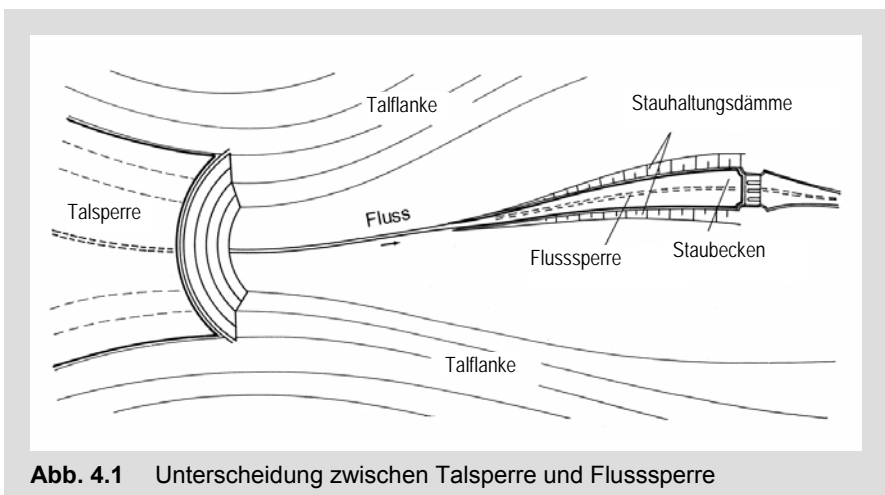 Talflanke
Stauhaltungsdämme
Talsperre
Fluss
Flusssperre
Staubecken
Talflanke
Abb. 4.1 Unterscheidung zwischen Talsperre und Flusssperre